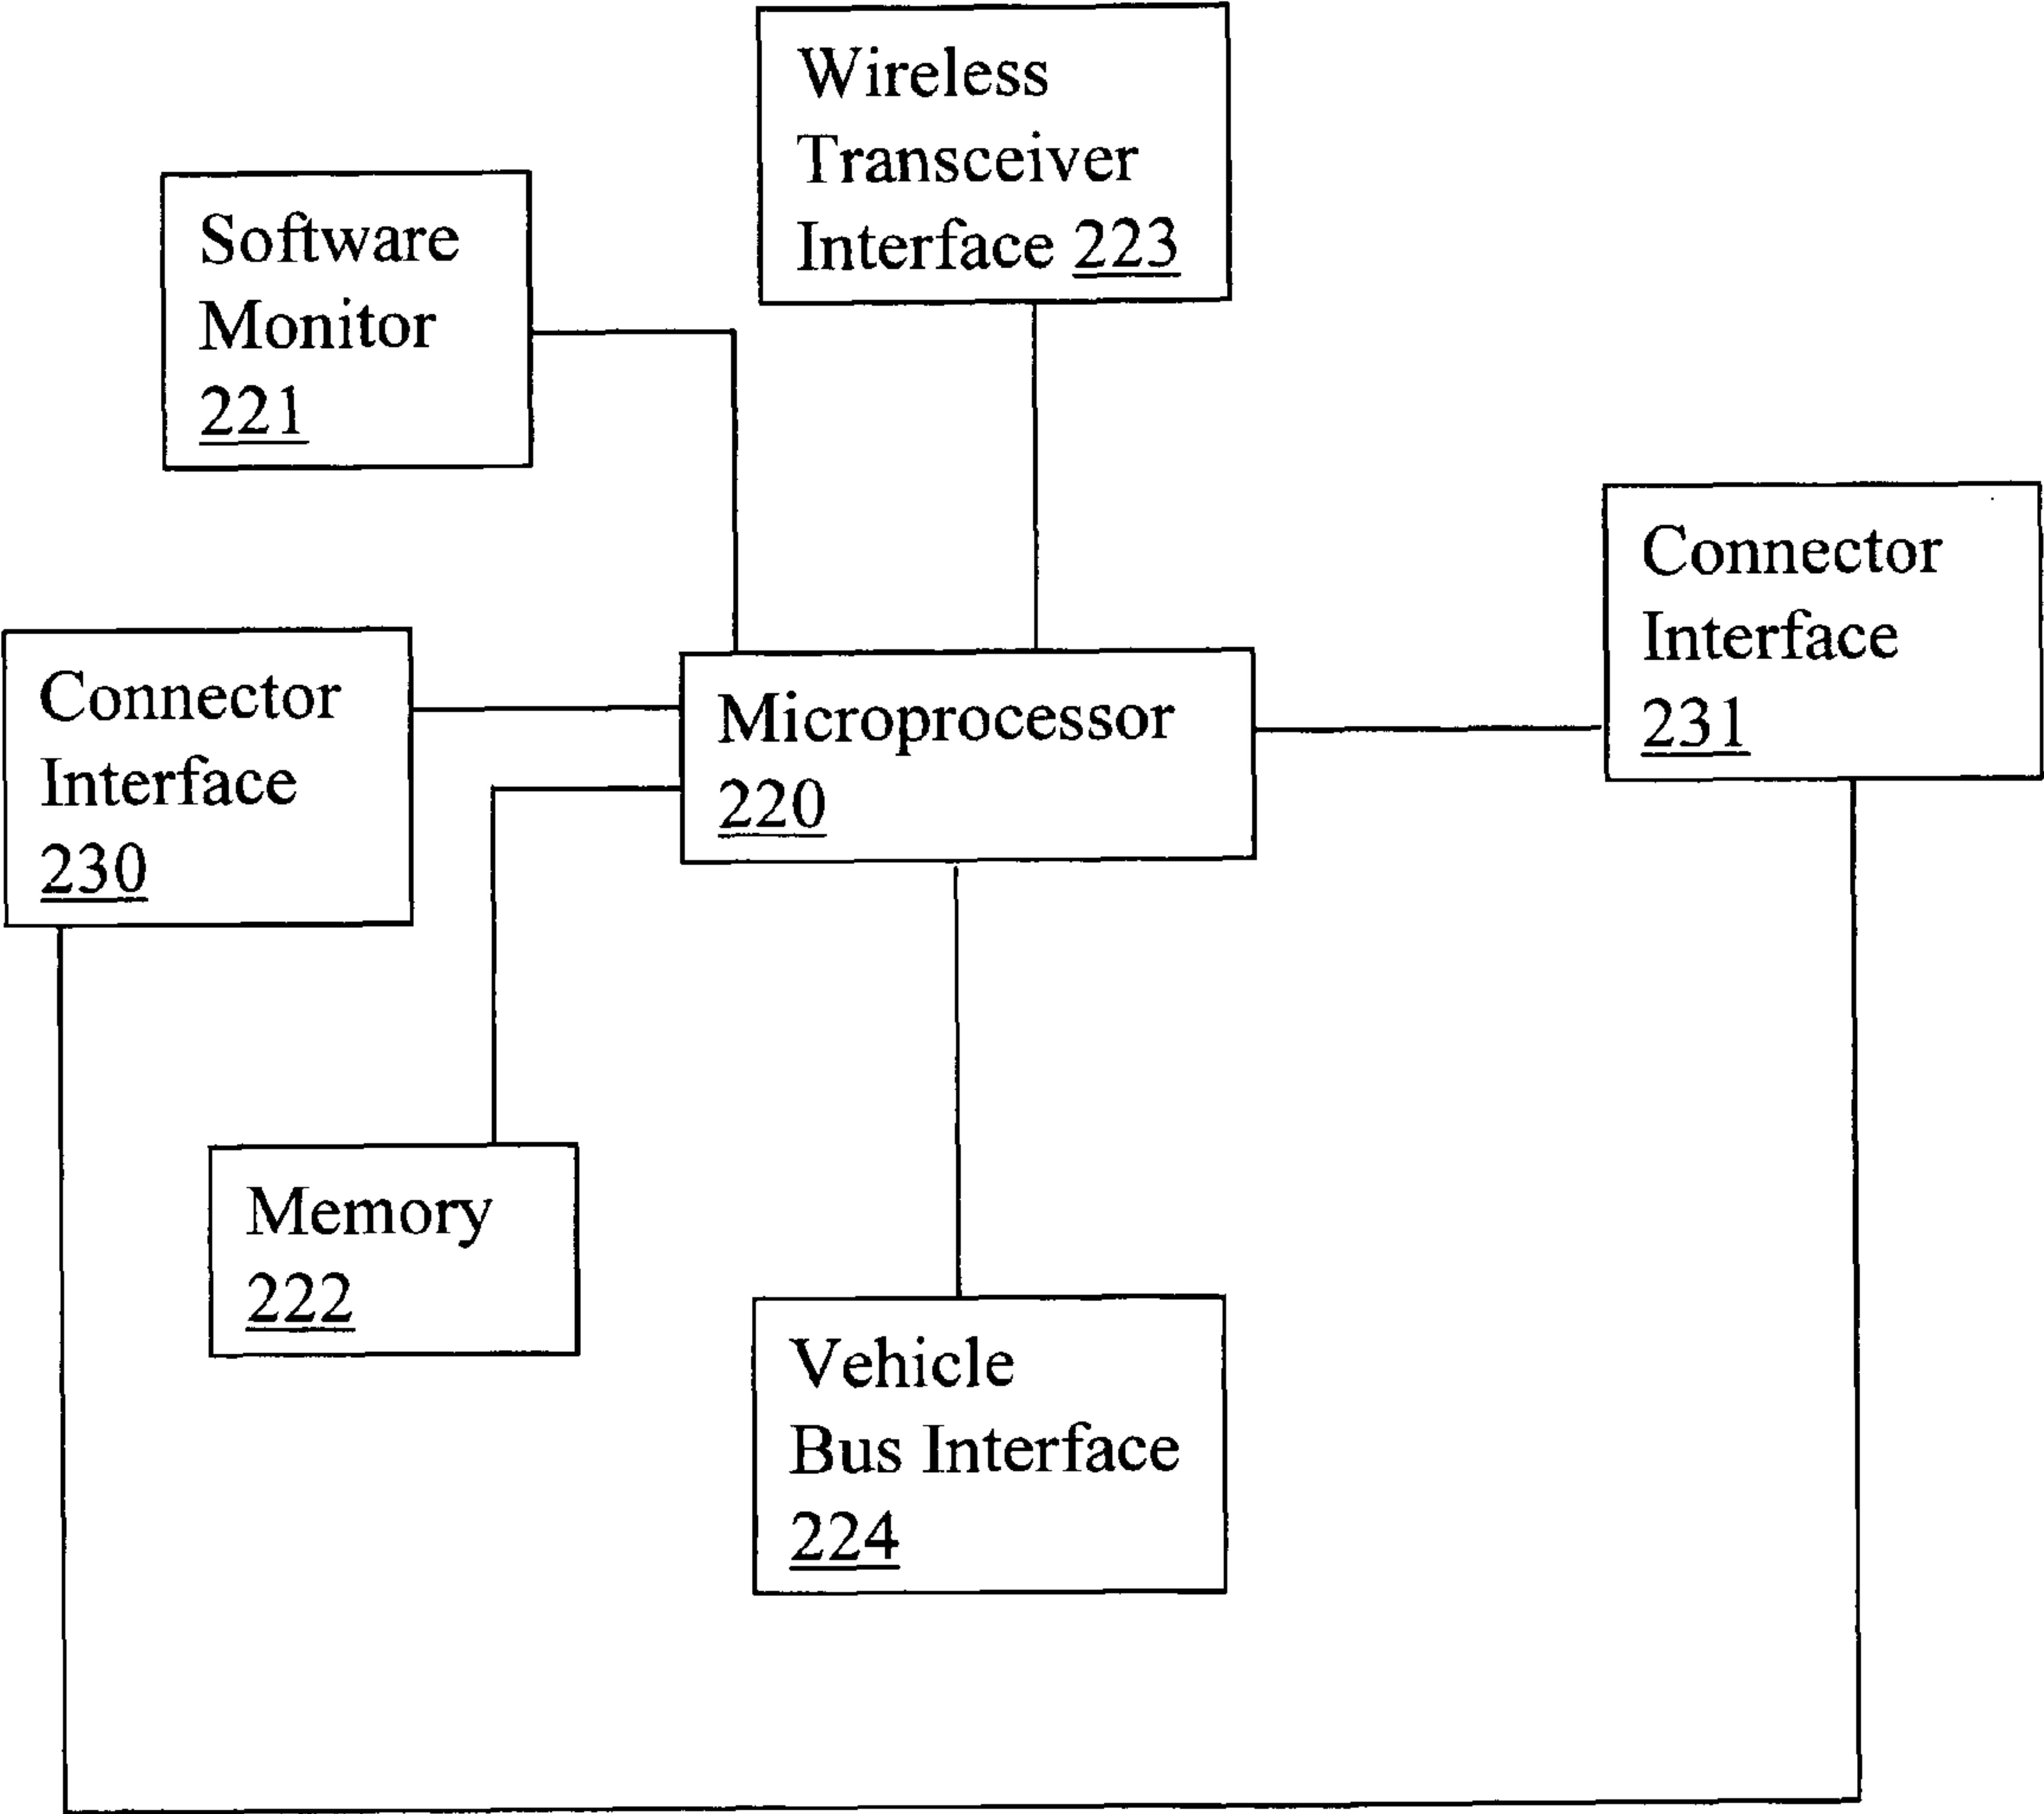 Wireless
Transceiver
Interface 223
Software
Monitor
221
Connector
Interface
231
Connector
Interface
230
Microprocessor
220
Memory
222
Vehicle
Bus Interface
224